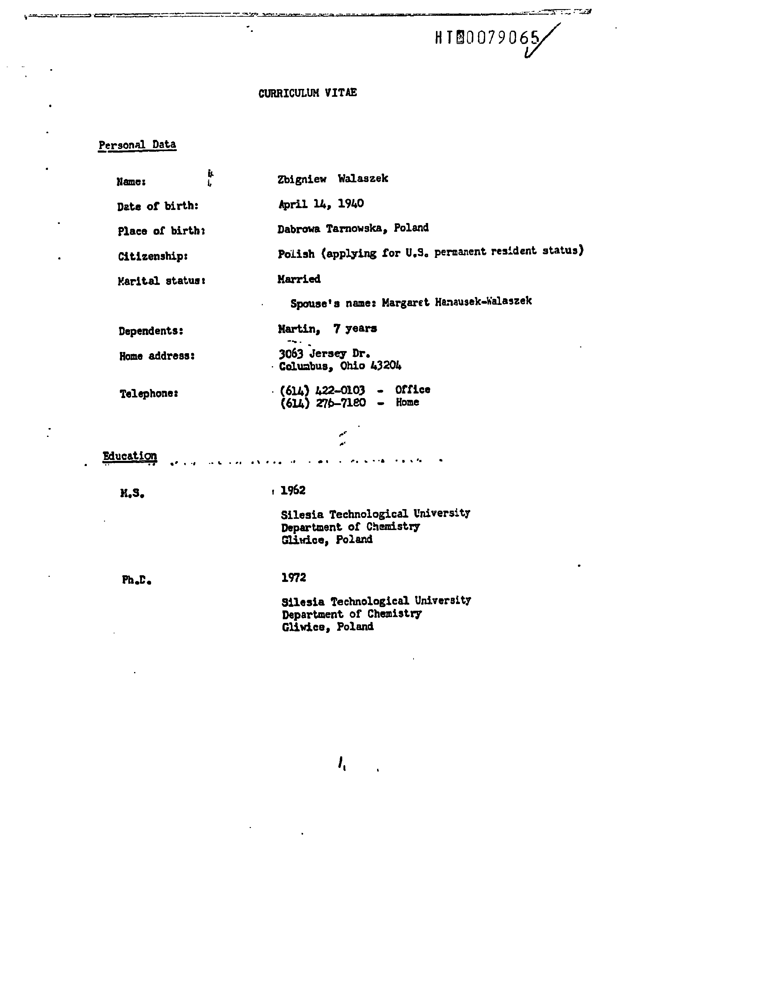 HT 0079065
CURRICULUM VITAE
Personal Data
Name: Zbigniew Walaszek
Date of birth: April 14, 1940
Place of birth: Dabrowa Tarnowska, Poland
Citizenship: Polish (applying for U.S. permanent resident status)
Marital status: Married
Spouse's name: Margaret Hanausek-Walaszek
Dependents: Martin, 7 years
Home address: 3063 Jersey Dr.
Columbus, Ohio 43204
Telephone: (614) 422-0103 - Office
(614) 276-7180 - Home
Education
M.S. 1962
Silesia Technological University
Department of Chemistry
Gliwice, Poland
Ph.D. 1972
Silesia Technological University
Department of Chemistry
Gliwice, Poland